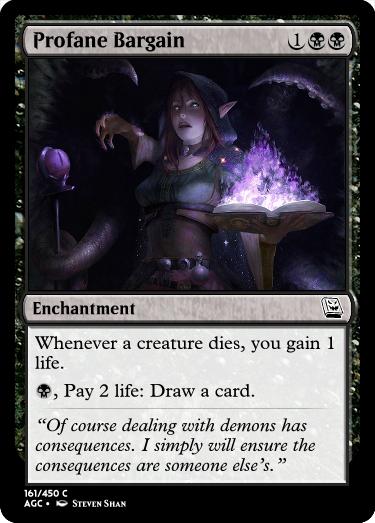 Profane Bargain 1
Enchantment
Whenever a creature dies, you gain 1
life.
, Pay 2 life: Draw a card.
“Of course dealing with demons has
consequences. I simply will ensure the
consequences are someone else’s.”
161/450 C
AGC • Steven Shan